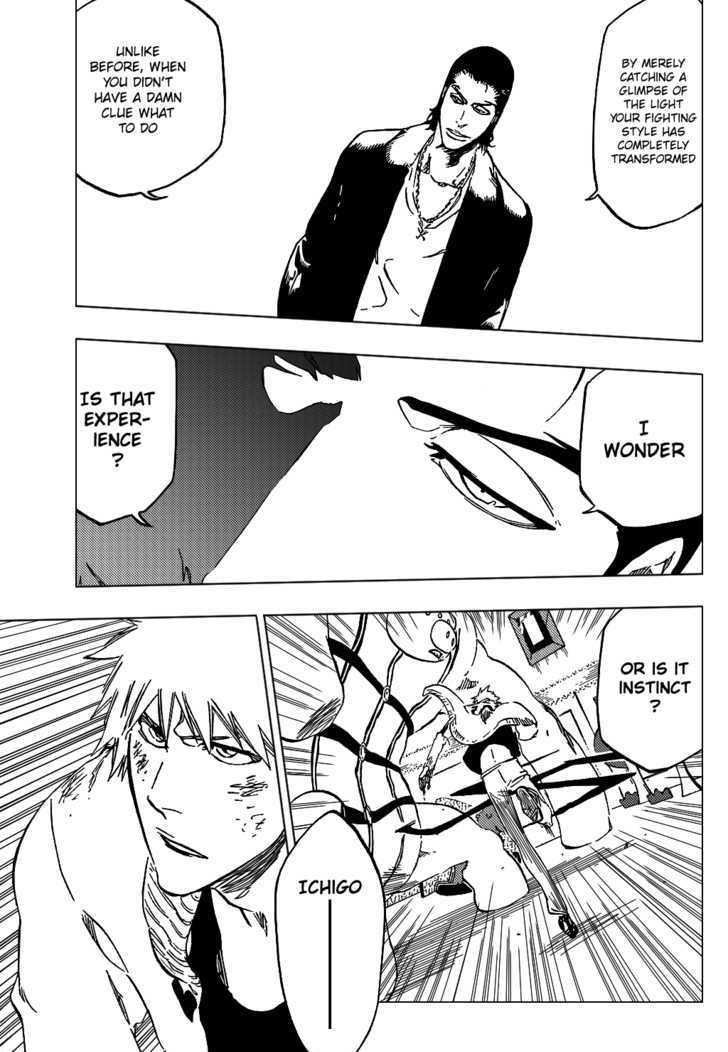 BY MERELY
CATCHING A
GLIMPSE OF
THE LIGHT
YOUR FIGHTING
STYLE HAS
COMPLETELY
TRANSFORMED
UNLIKE
BEFORE, WHEN
YOU DIDN'T
HAVE A DAMN
CLUE WHAT
TO DO
I
WONDER
IS THAT
EXPER-
IENCE
?
OR IS IT
INSTINCT
?
ICHIGO